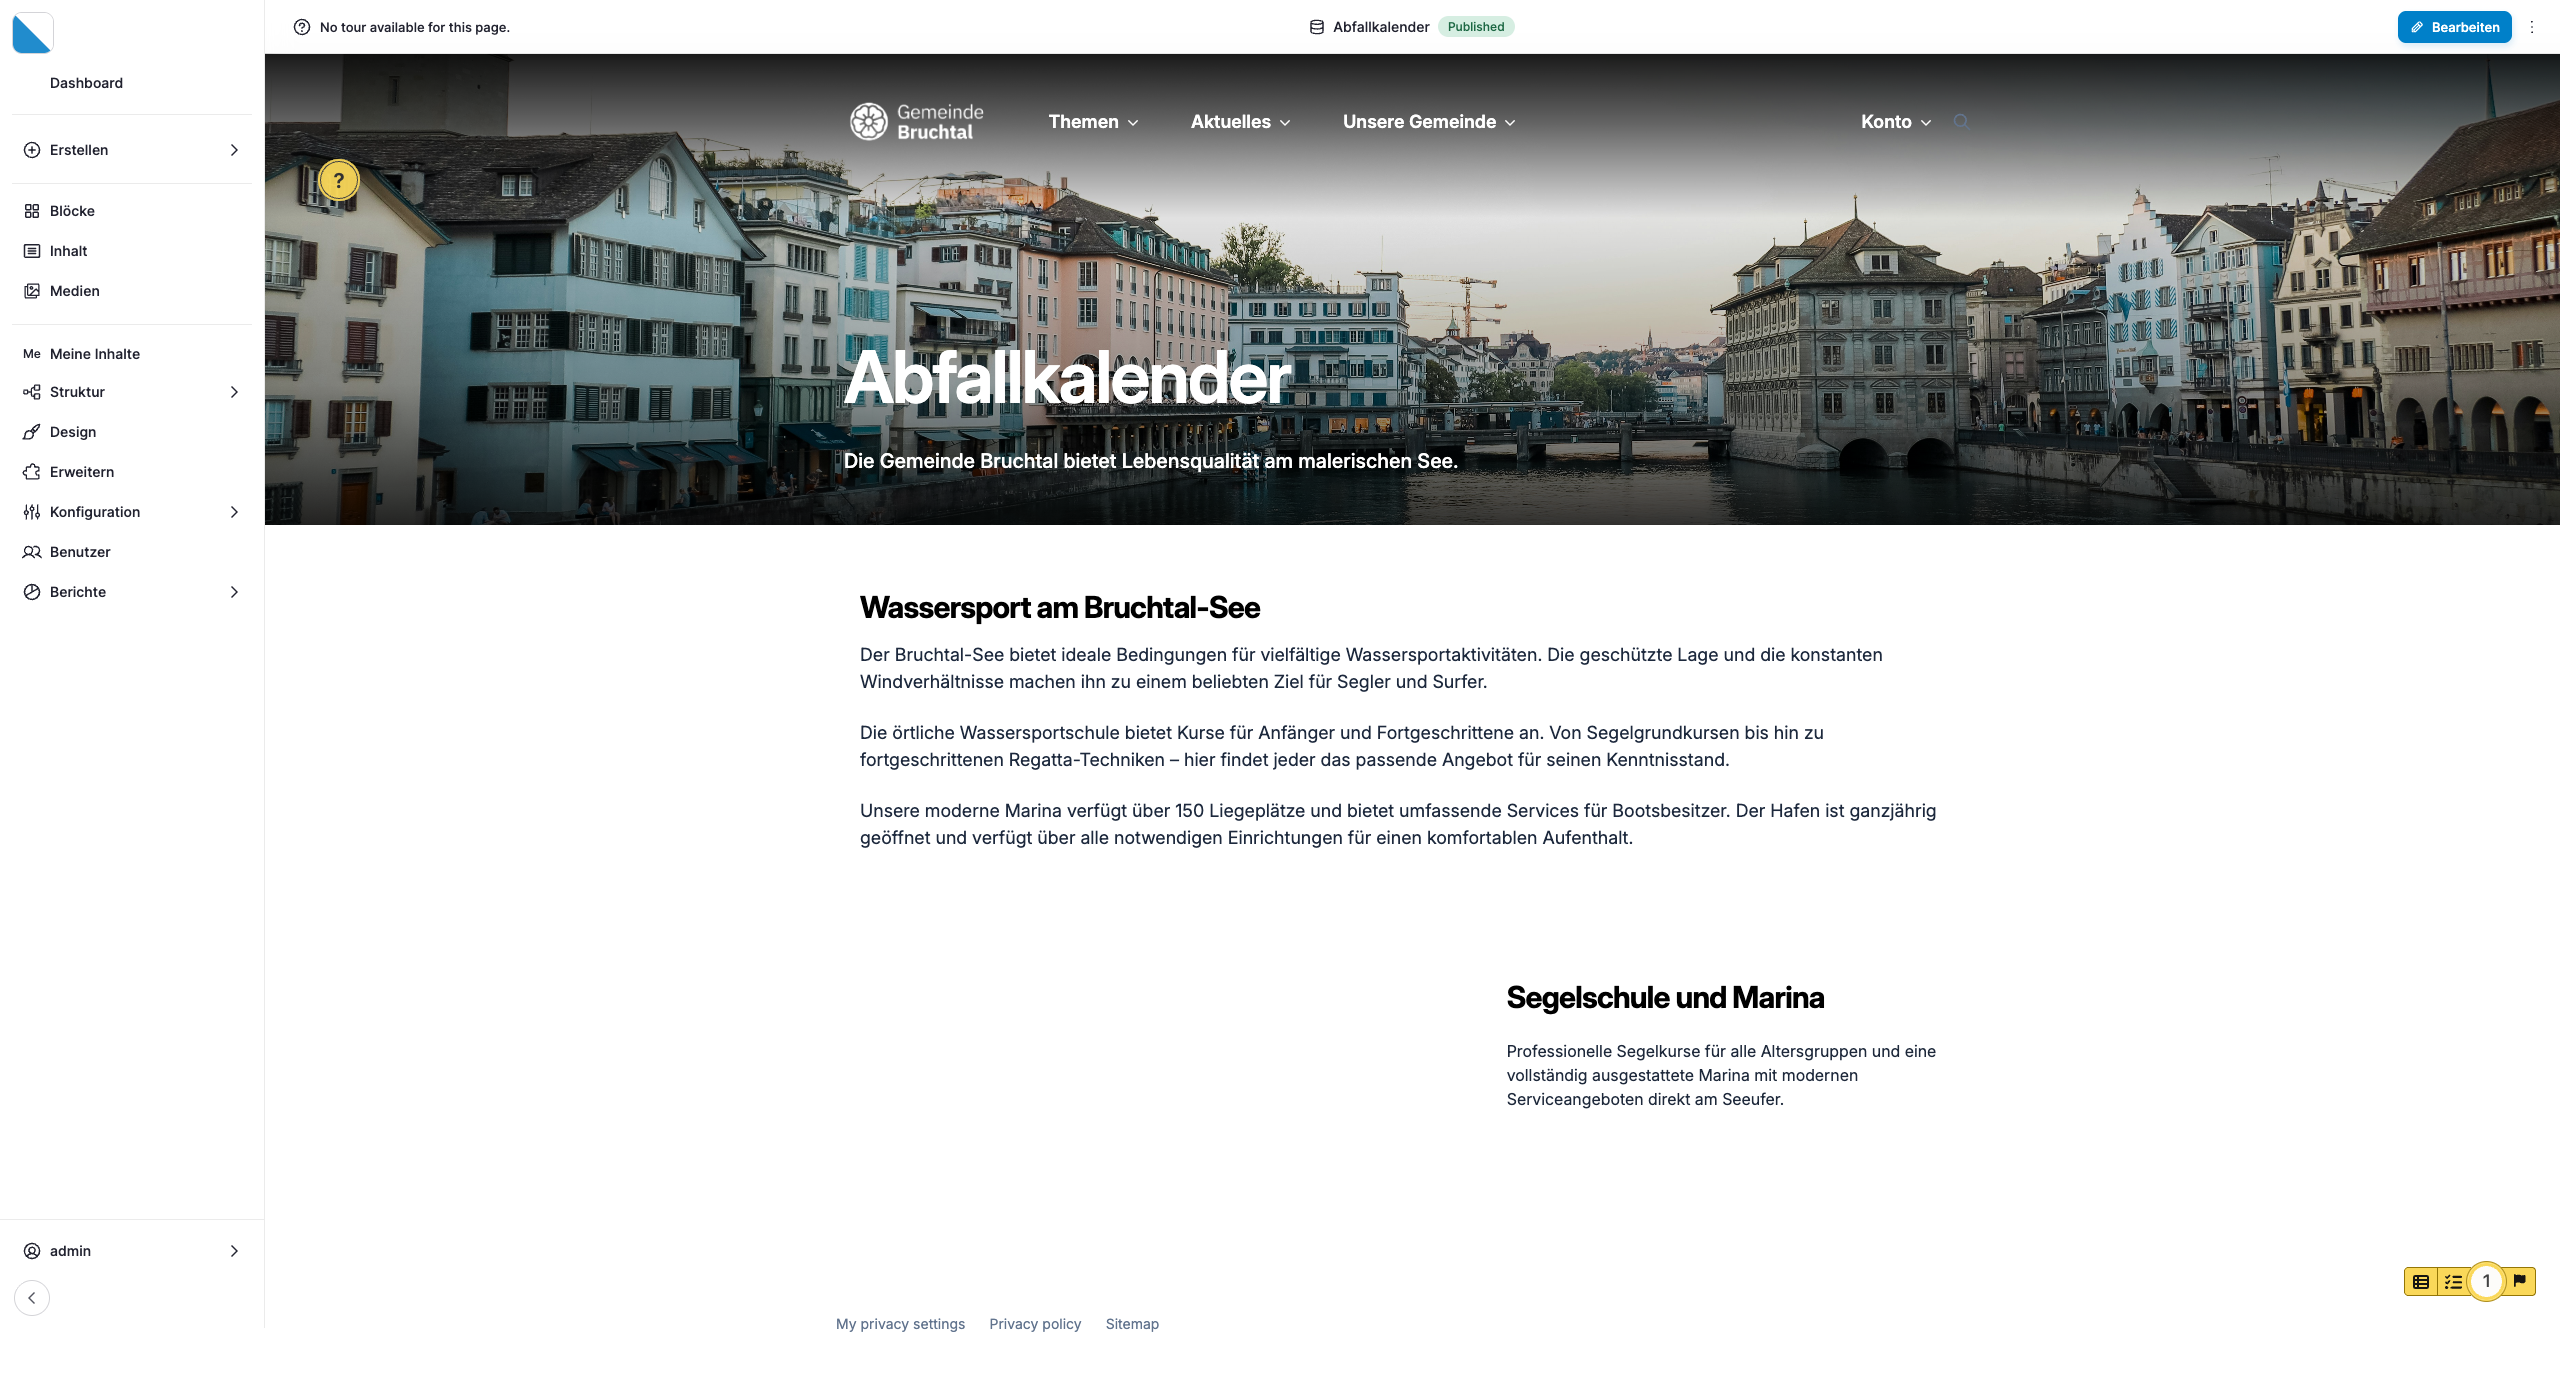 No tour available for this page.
Abfallkalender Published
Bearbeiten
Dashboard
Erstellen
Blöcke
Inhalt
Medien
Me Meine Inhalte
Struktur
Design
Erweitern
Konfiguration
Benutzer
Berichte
admin
Gemeinde
Bruchtal
Themen
Aktuelles
Unsere Gemeinde
Konto
?
Abfallkalender
Die Gemeinde Bruchtal bietet Lebensqualität am malerischen See.
Wassersport am Bruchtal-See
Der Bruchtal-See bietet ideale Bedingungen für vielfältige Wassersportaktivitäten. Die geschützte Lage und die konstanten
Windverhältnisse machen ihn zu einem beliebten Ziel für Segler und Surfer.
Die örtliche Wassersportschule bietet Kurse für Anfänger und Fortgeschrittene an. Von Segelgrundkursen bis hin zu
fortgeschrittenen Regatta-Techniken – hier findet jeder das passende Angebot für seinen Kenntnisstand.
Unsere moderne Marina verfügt über 150 Liegeplätze und bietet umfassende Services für Bootsbesitzer. Der Hafen ist ganzjährig
geöffnet und verfügt über alle notwendigen Einrichtungen für einen komfortablen Aufenthalt.
Segelschule und Marina
Professionelle Segelkurse für alle Altersgruppen und eine
vollständig ausgestattete Marina mit modernen
Serviceangeboten direkt am Seeufer.
1
My privacy settings
Privacy policy
Sitemap